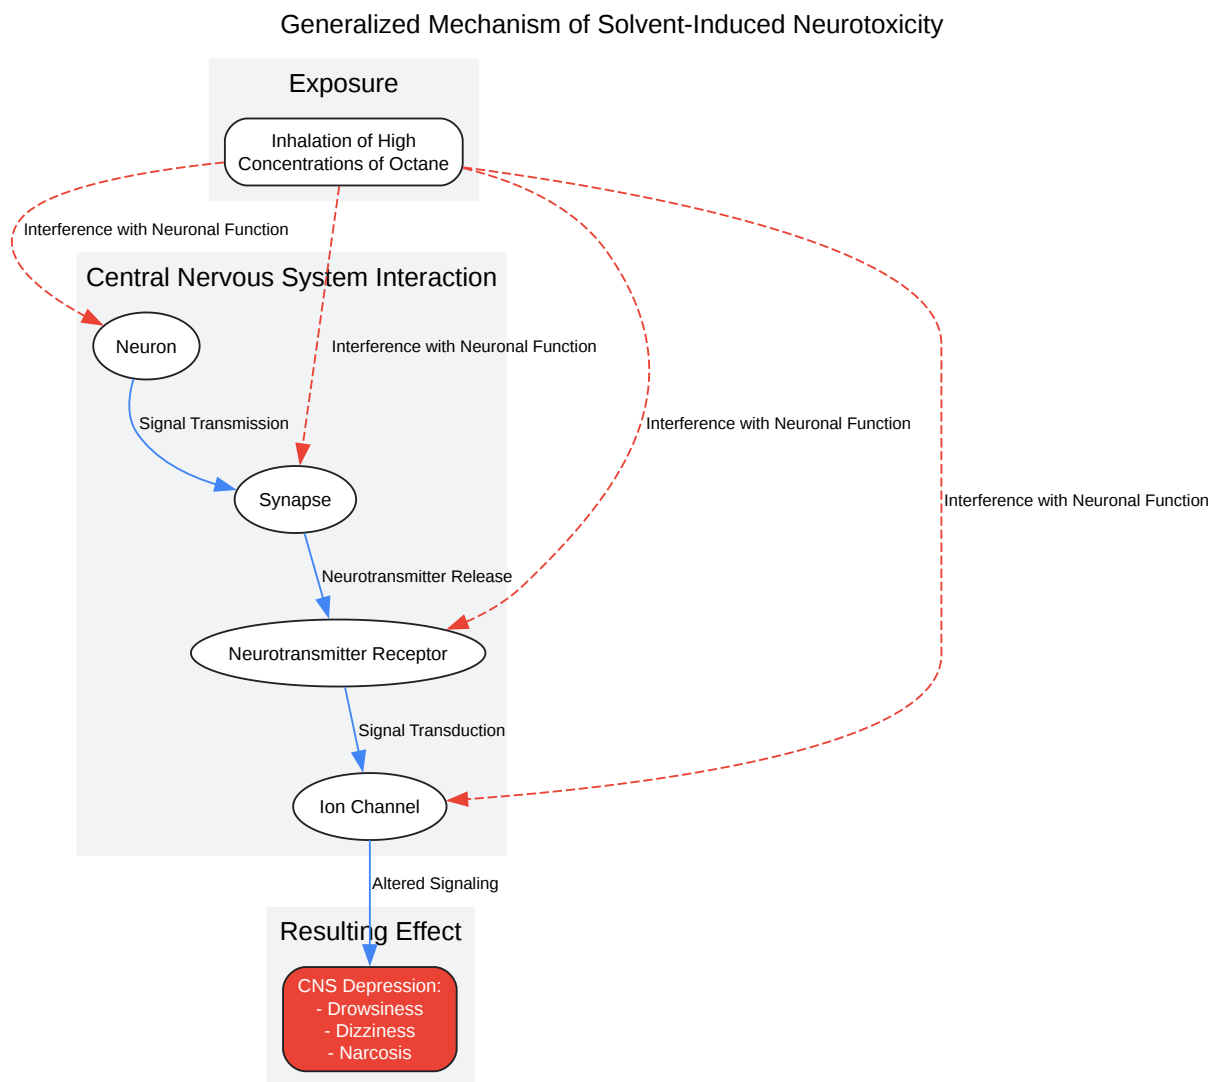 Generalized Mechanism of Solvent-Induced Neurotoxicity
Exposure
Inhalation of High
Concentrations of Octane
Interference with Neuronal Function
Central Nervous System Interaction
Neuron
Interference with Neuronal Function
Signal Transmission
Interference with Neuronal Function
Synapse
Interference with Neuronal Function
Neurotransmitter Release
Neurotransmitter Receptor
Signal Transduction
Ion Channel
Altered Signaling
Resulting Effect
CNS Depression:
- Drowsiness
- Dizziness
- Narcosis